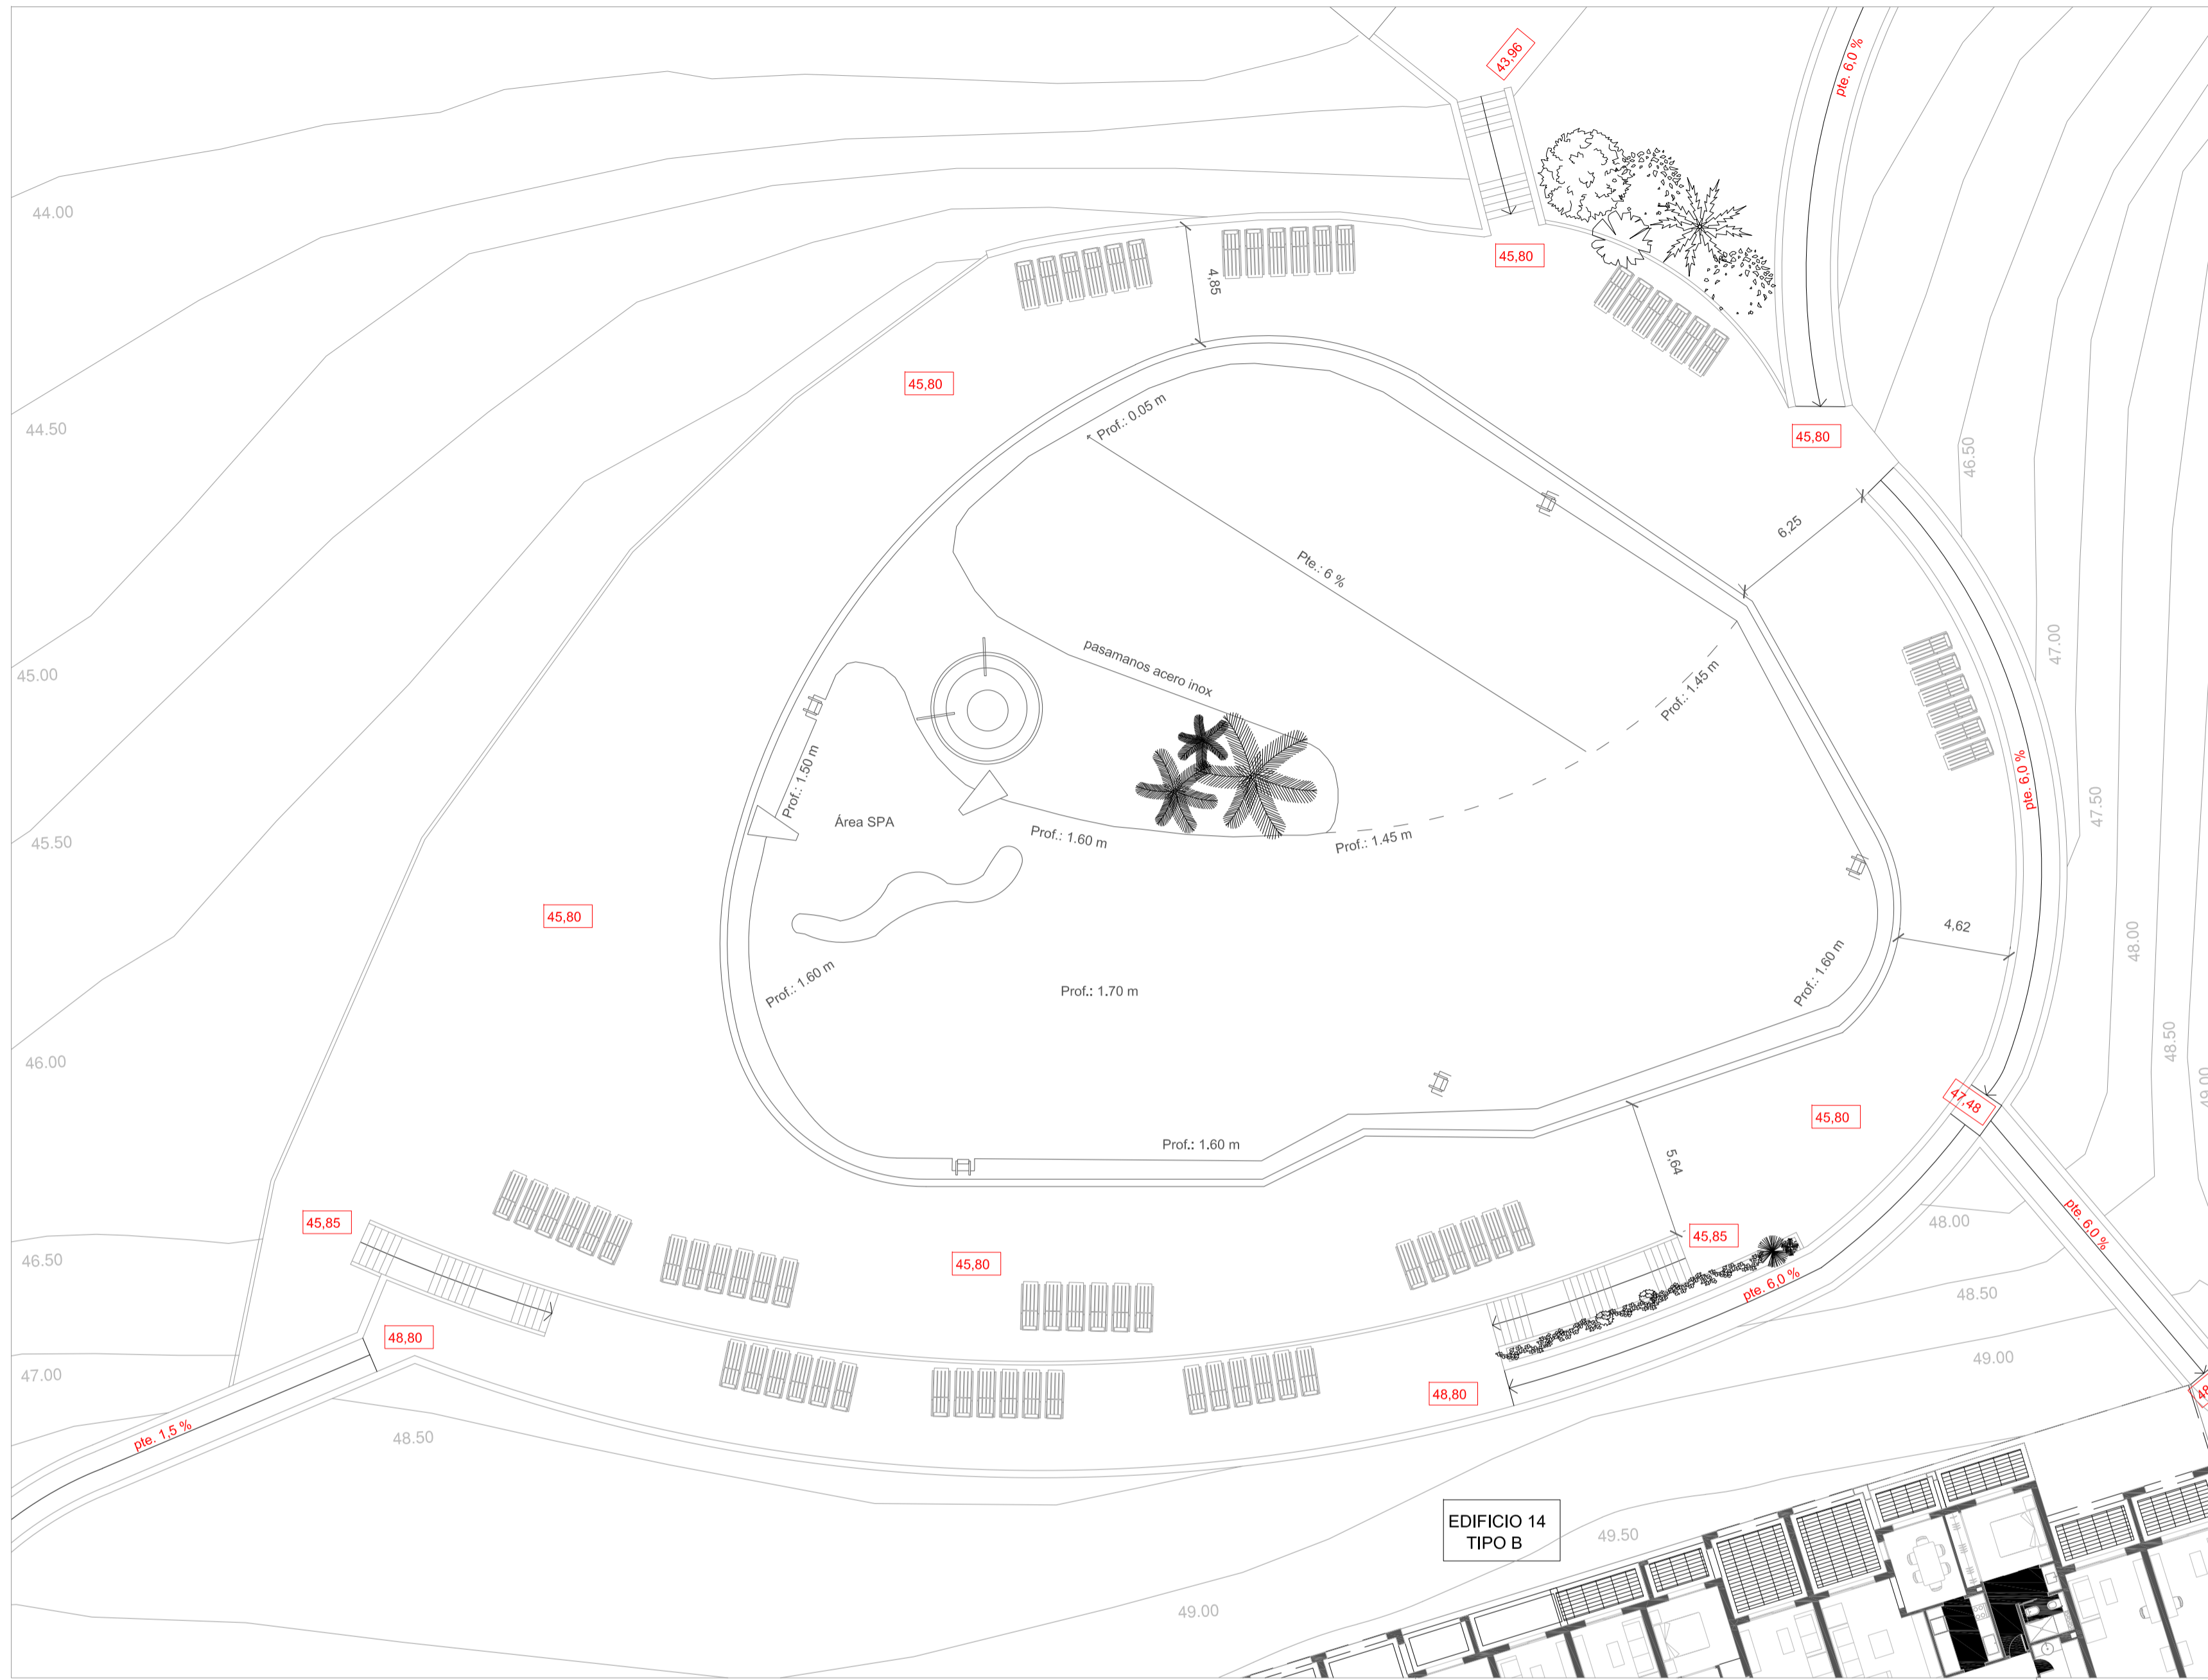 43,96
pte. 6,0 %
44.00
45,80
4,85
45,80
Prof.: 0.05 m
44.50
45,80
46.50
6,25
Pte.: 6 %
47.00
45.00
pasamanos acero inox
Prof.: 1.45 m
Prof.: 1.50 m
pte. 6,0 %
47.50
45.50
Área SPA
Prof.: 1.60 m
Prof.: 1.45 m
45,80
4,62
48.00
Prof.: 1.60 m
Prof.: 1.60 m
Prof.: 1.70 m
48.50
46.00
49.00
47,48
45,80
Prof.: 1.60 m
5,64
45,85
48.00
pte. 6,0 %
45,85
46.50
45,80
pte. 6,0 %
48.50
48,80
49.00
47.00
48,80
48
pte. 1,5 %
48.50
EDIFICIO 14
TIPO B
49.50
49.00